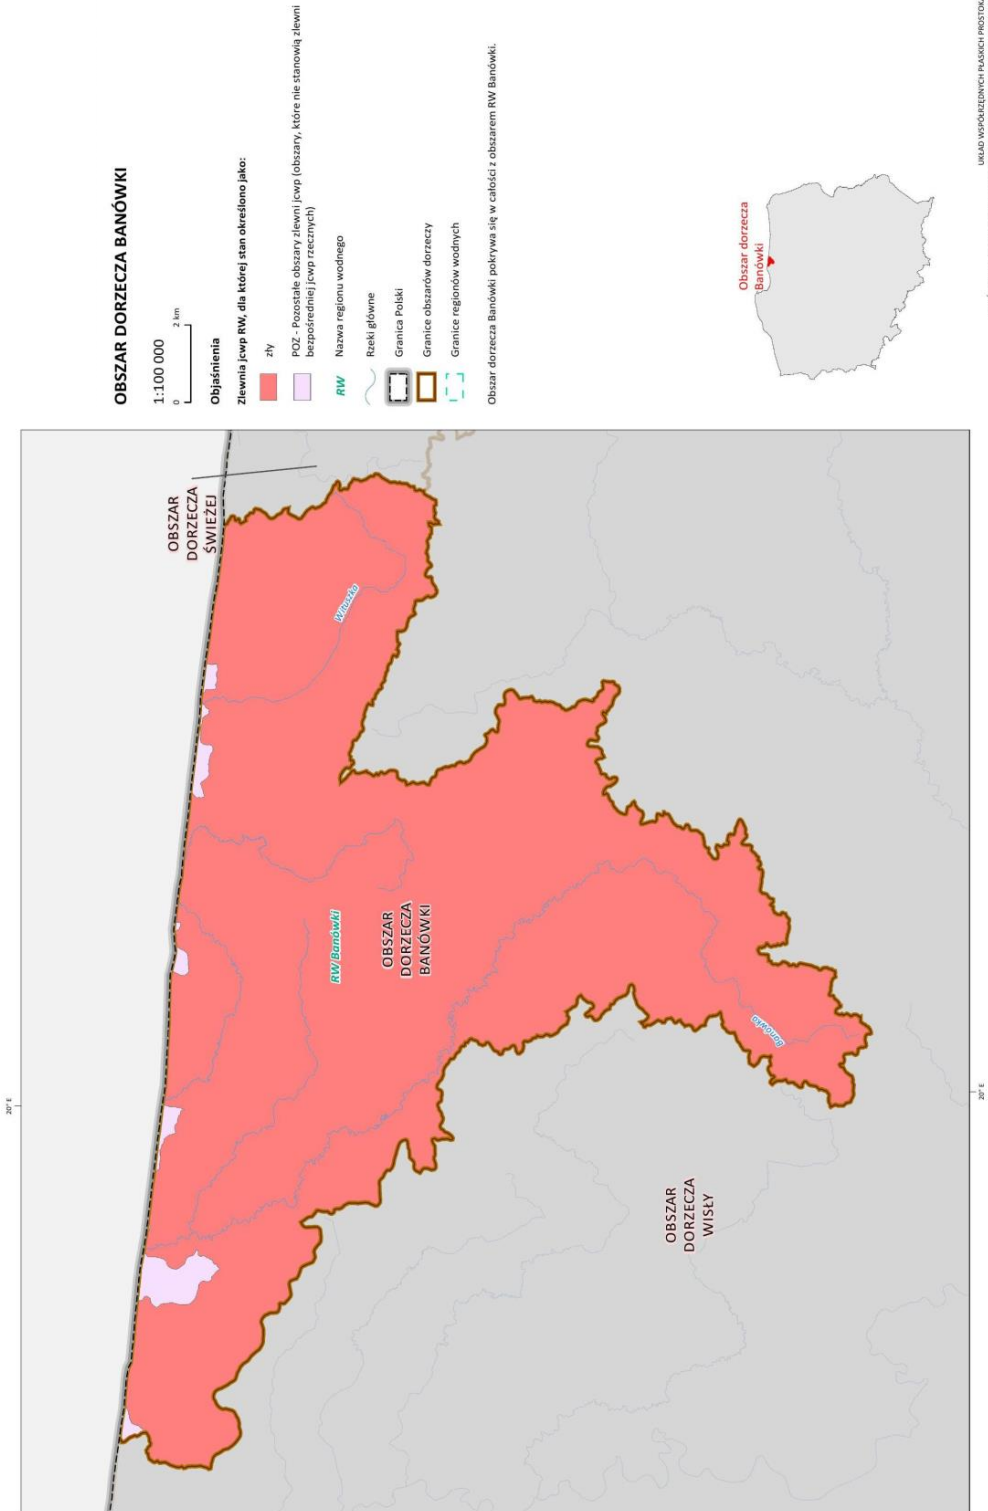 OBSZAR DORZECZA BANÓWKI
1:100 000
0
2 km
Objaśnienia
Zlewnia jcwp RW, dla której stan określono jako:
zły
POZ - Pozostałe obszary zlewni jcwp (obszary, które nie stanowią zlewni
bezpośredniej jcwp rzecznych)
RW
Nazwa regionu wodnego
Rzeki główne
Granica Polski
Granice obszarów dorzeczy
Granice regionów wodnych
Obszar dorzecza Banówki pokrywa się w całości z obszarem RW Banówki.
Obszar dorzecza
Banówki
20° E
OBSZAR
DORZECZA
ŚWIEŻEJ
Wituszka
RW Banówki
OBSZAR
DORZECZA
BANÓWKI
Banówka
OBSZAR
DORZECZA
WISŁY
20° E
UKŁAD WSPÓŁRZĘDNYCH PŁASKICH